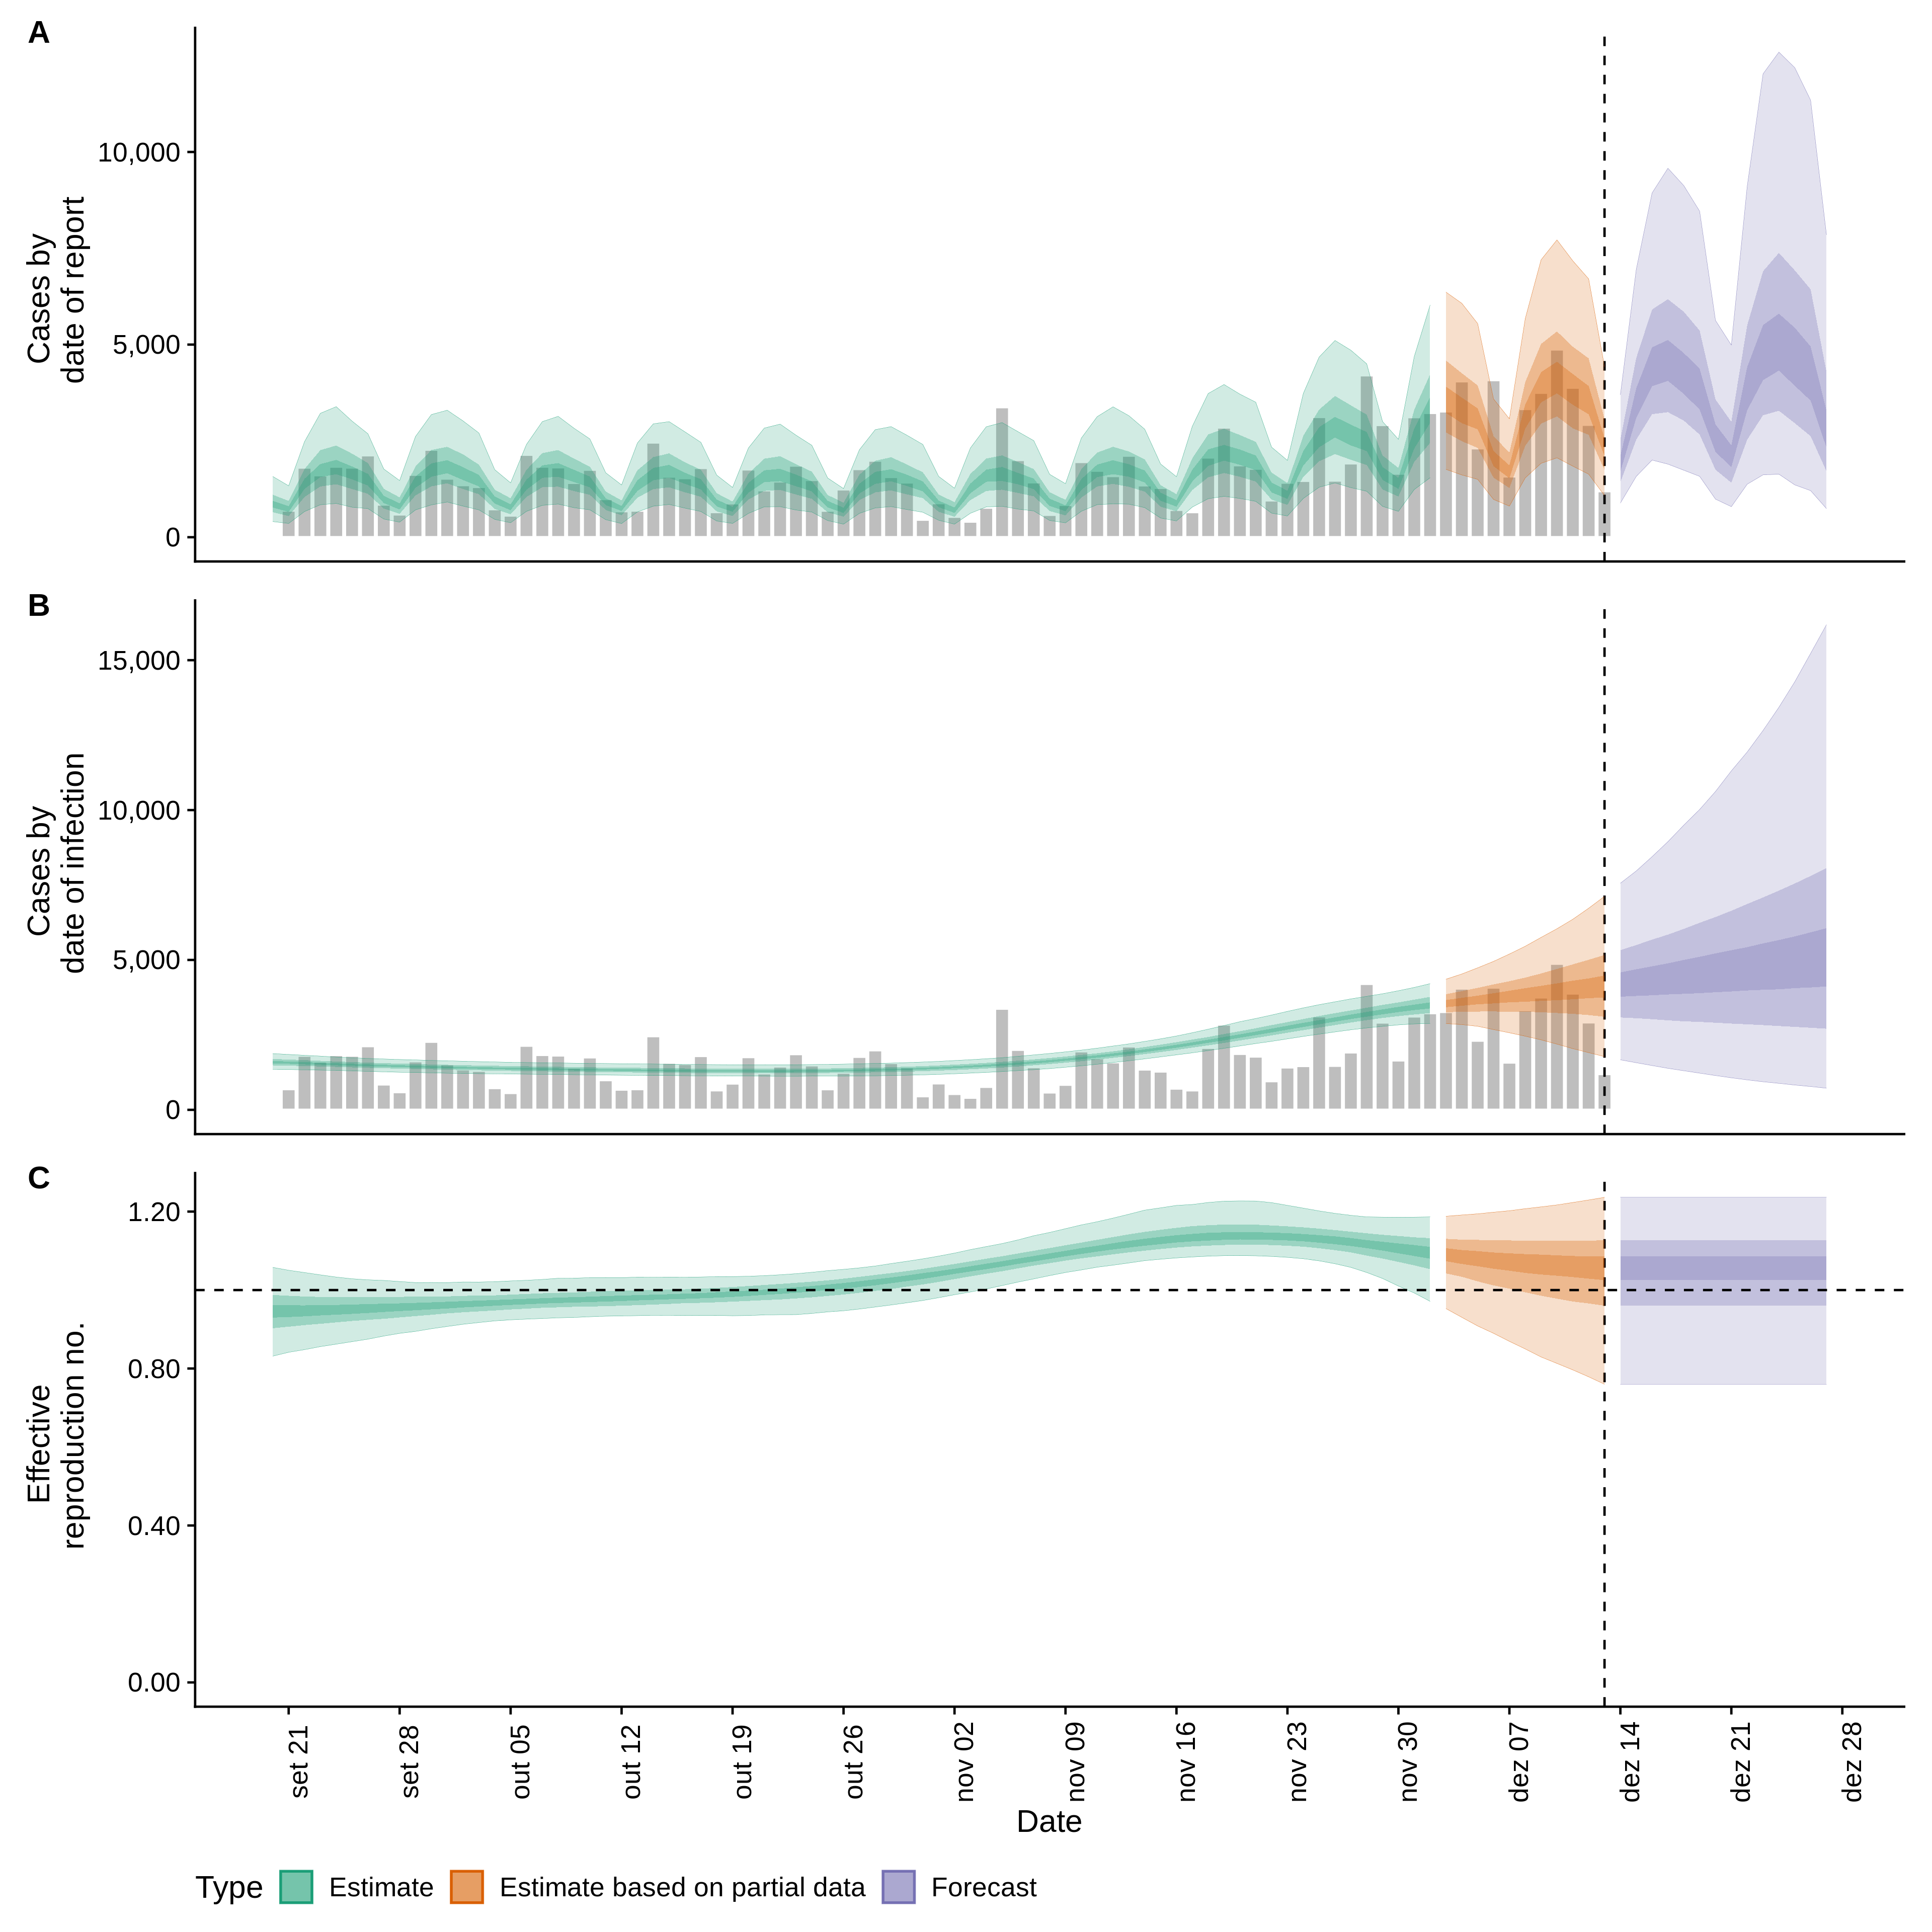 A
Cases by
date of report
10,000
5,000
0
B
Cases by
date of infection
15,000
10,000
5,000
0
C
Effective
reproduction no.
1.20
0.80
0.40
0.00
set 21
set 28
out 05
out 12
out 19
out 26
nov 02
nov 09
nov 16
nov 23
nov 30
dez 07
dez 14
dez 21
dez 28
Date
Type Estimate Estimate based on partial data Forecast